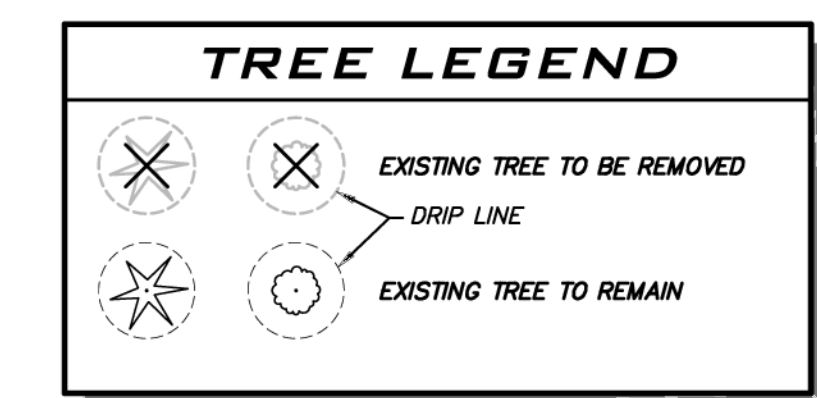 TREE LEGEND
EXISTING TREE TO BE REMOVED
DRIP LINE
EXISTING TREE TO REMAIN